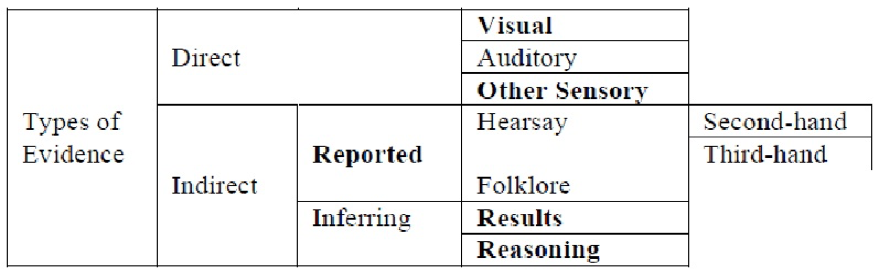 Visual
Direct
Auditory
Other Sensory
Types of
Evidence
Hearsay
Second-hand
Reported
Third-hand
Indirect
Folklore
Inferring
Results
Reasoning